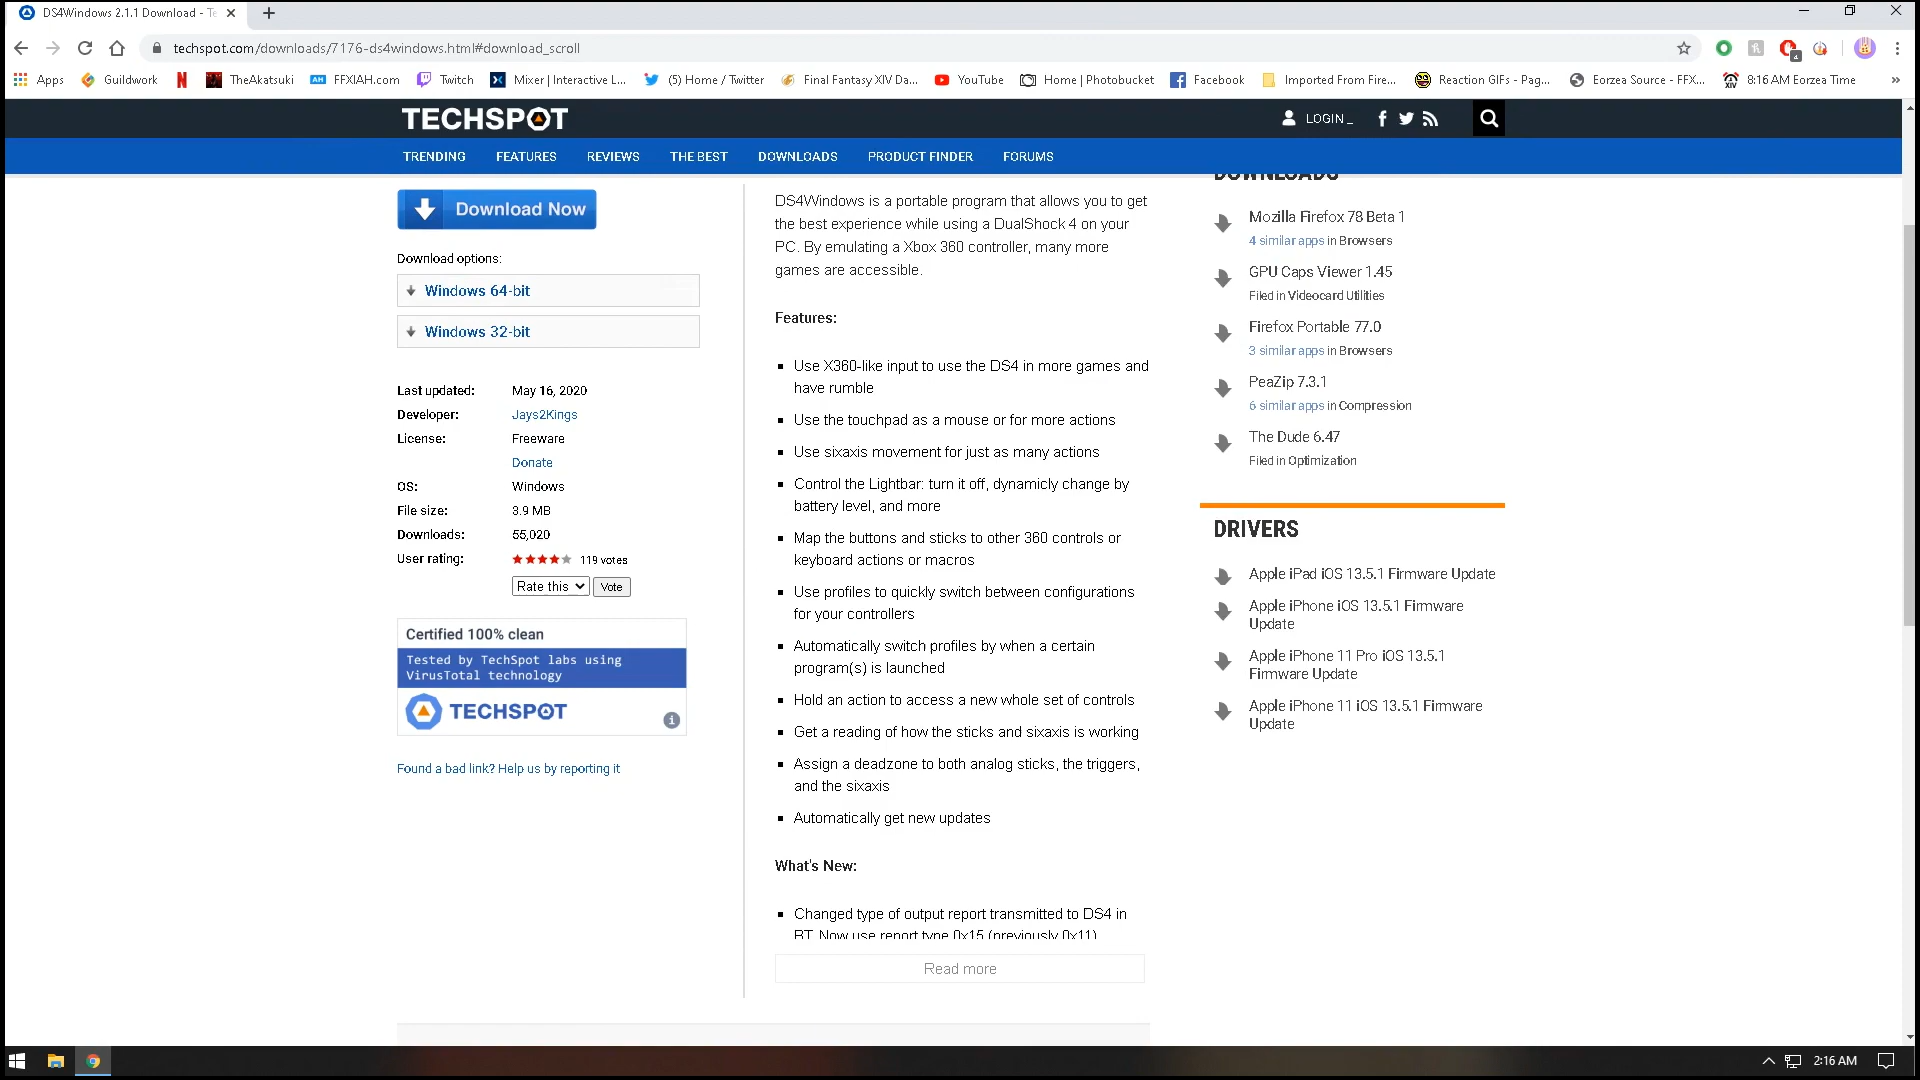 DS4Windows 2.1.1 Download - Te
techspot.com/downloads/7176-ds4windows.html#download_scroll
4
Apps
Guildwork
TheAkatsuki
AH
FFXIAH.com
Twitch
Mixer | Interactive L...
(5) Home / Twitter
Final Fantasy XIV Da...
YouTube
Home | Photobucket
Facebook
Imported From Fire...
Reaction GIFs - Pag...
Eorzea Source - FFX...
XIV
8:16 AM Eorzea Time
»
TECHSPOT
LOGIN _
TRENDING
FEATURES
REVIEWS
THE BEST
DOWNLOADS
PRODUCT FINDER
FORUMS
Download Now
Download options:
Windows 64-bit
Windows 32-bit
Last updated: May 16, 2020
Developer: Jays2Kings
License: Freeware
Donate
OS: Windows
File size: 3.9 MB
Downloads: 55,020
User rating: 119 votes
Rate this
Vote
Certified 100% clean
Tested by TechSpot labs using
VirusTotal technology
TECHSPOT
Found a bad link? Help us by reporting it
DS4Windows is a portable program that allows you to get
the best experience while using a DualShock 4 on your
PC. By emulating a Xbox 360 controller, many more
games are accessible.
Features:
Use X360-like input to use the DS4 in more games and
have rumble
Use the touchpad as a mouse or for more actions
Use sixaxis movement for just as many actions
Control the Lightbar: turn it off, dynamicly change by
battery level, and more
Map the buttons and sticks to other 360 controls or
keyboard actions or macros
Use profiles to quickly switch between configurations
for your controllers
Automatically switch profiles by when a certain
program(s) is launched
Hold an action to access a new whole set of controls
Get a reading of how the sticks and sixaxis is working
Assign a deadzone to both analog sticks, the triggers,
and the sixaxis
Automatically get new updates
What's New:
Changed type of output report transmitted to DS4 in
BT. Now use report type 0x15 (previously 0x11)
Read more
DOWNLOADS
Mozilla Firefox 78 Beta 1
4 similar apps in Browsers
GPU Caps Viewer 1.45
Filed in Videocard Utilities
Firefox Portable 77.0
3 similar apps in Browsers
PeaZip 7.3.1
6 similar apps in Compression
The Dude 6.47
Filed in Optimization
DRIVERS
Apple iPad iOS 13.5.1 Firmware Update
Apple iPhone iOS 13.5.1 Firmware
Update
Apple iPhone 11 Pro iOS 13.5.1
Firmware Update
Apple iPhone 11 iOS 13.5.1 Firmware
Update
2:16 AM